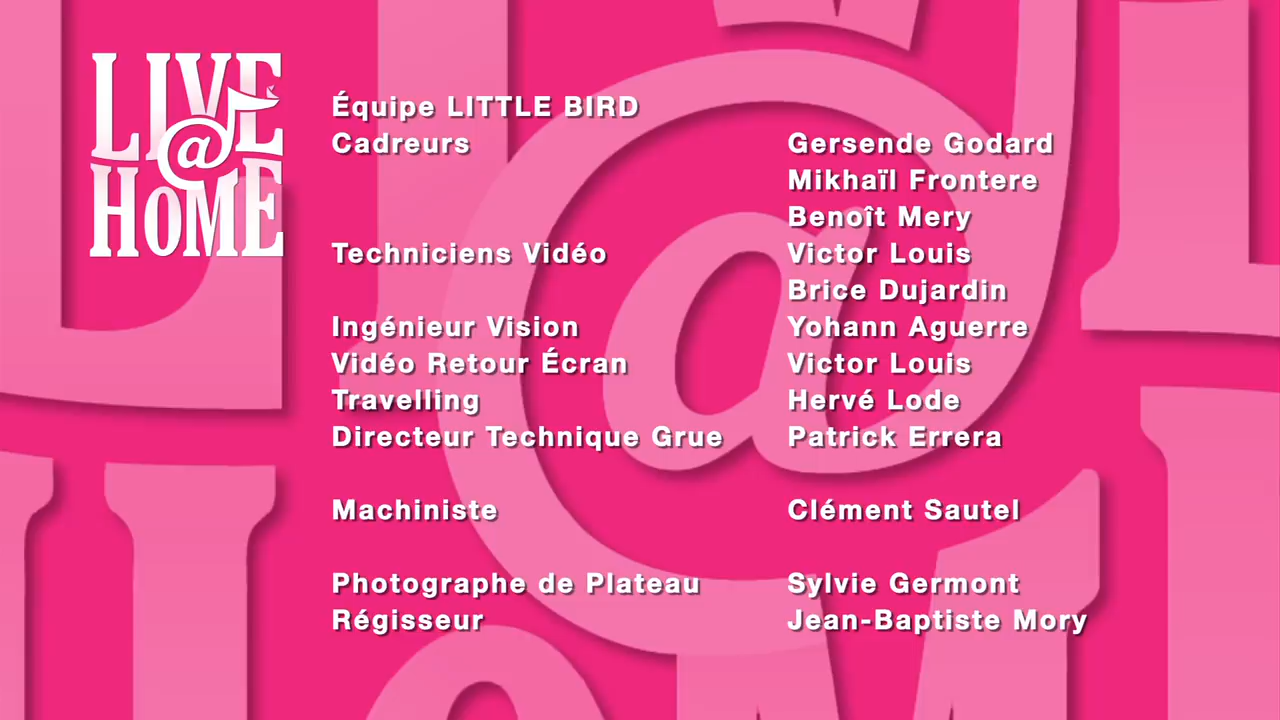 LIVE
@
HOME
Équipe LITTLE BIRD
Cadreurs Gersende Godard
Mikhaïl Frontere
Benoît Mery
Techniciens Vidéo Victor Louis
Brice Dujardin
Ingénieur Vision Yohann Aguerre
Vidéo Retour Écran Victor Louis
Travelling Hervé Lode
Directeur Technique Grue Patrick Errera
Machiniste Clément Sautel
Photographe de Plateau Sylvie Germont
Régisseur Jean-Baptiste Mory